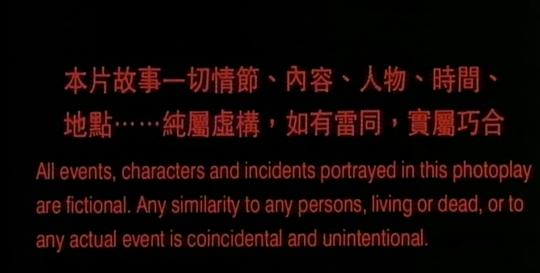 本片故事一切情節、內容、人物、時間、
地點……純屬虛構，如有雷同，實屬巧合
All events, characters and incidents portrayed in this photoplay
are fictional. Any similarity to any persons, living or dead, or to
any actual event is coincidental and unintentional.